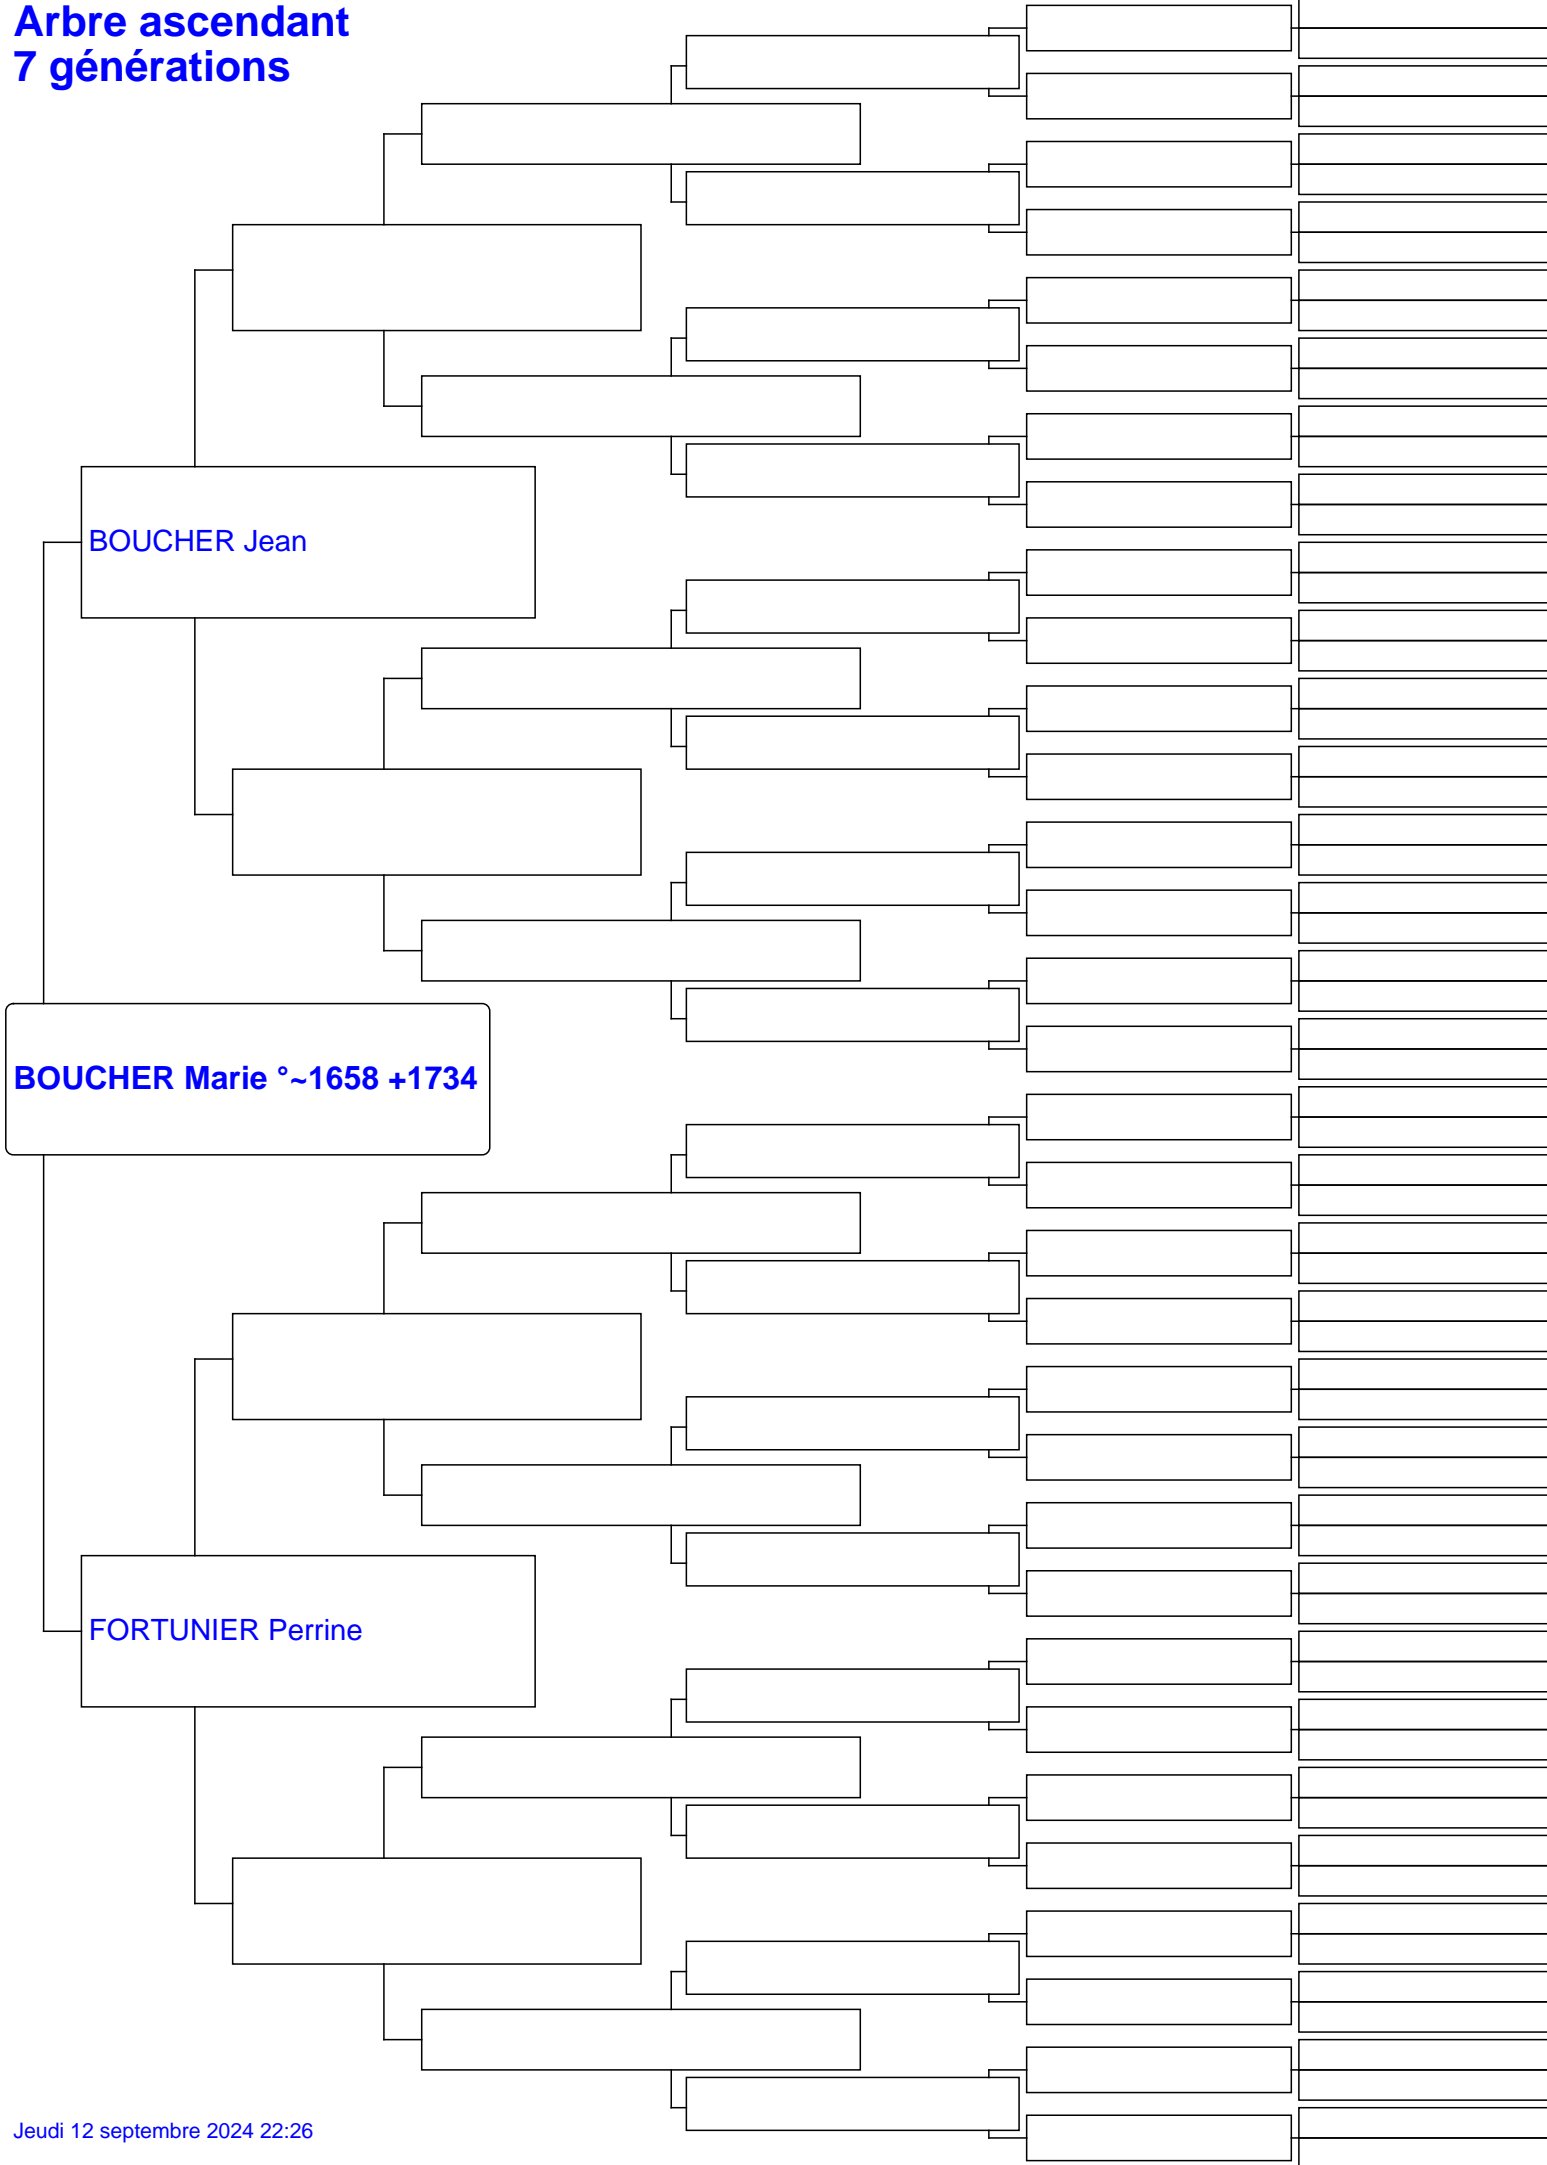 Arbre ascendant
7 générations
BOUCHER Jean
BOUCHER Marie °~1658 +1734
FORTUNIER Perrine
Jeudi 12 septembre 2024 22:26